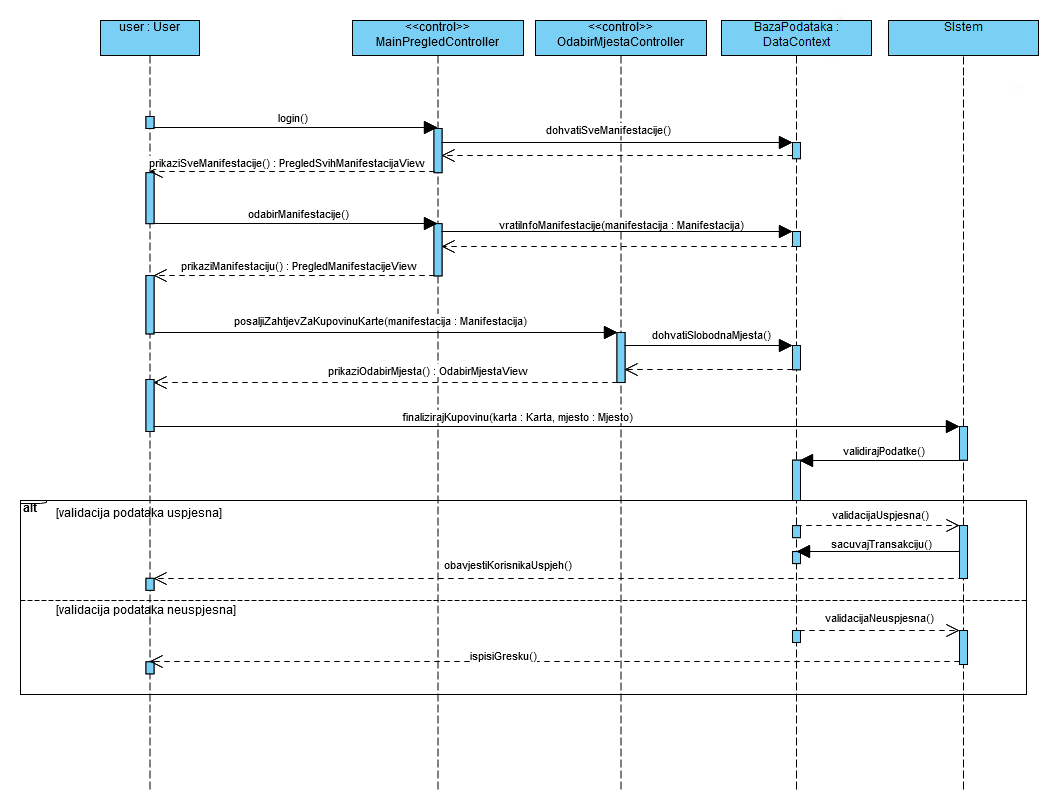 user : User
<<control>>
MainPregledController
<<control>>
OdabirMjestaController
BazaPodataka :
DataContext
SIstem
login()
dohvatiSveManifestacije()
prikaziSveManifestacije() : PregledSvihManifestacijaView
odabirManifestacije()
vratiInfoManifestacije(manifestacija : Manifestacija)
prikaziManifestaciju() : PregledManifestacijeView
posaljiZahtjevZaKupovinuKarte(manifestacija : Manifestacija)
dohvatiSlobodnaMjesta()
prikaziOdabirMjesta() : OdabirMjestaView
finalizirajKupovinu(karta : Karta, mjesto : Mjesto)
validirajPodatke()
alt
[validacija podataka uspjesna]
validacijaUspjesna()
sacuvajTransakciju()
obavjestiKorisnikaUspjeh()
[validacija podataka neuspjesna]
validacijaNeuspjesna()
ispisiGresku()